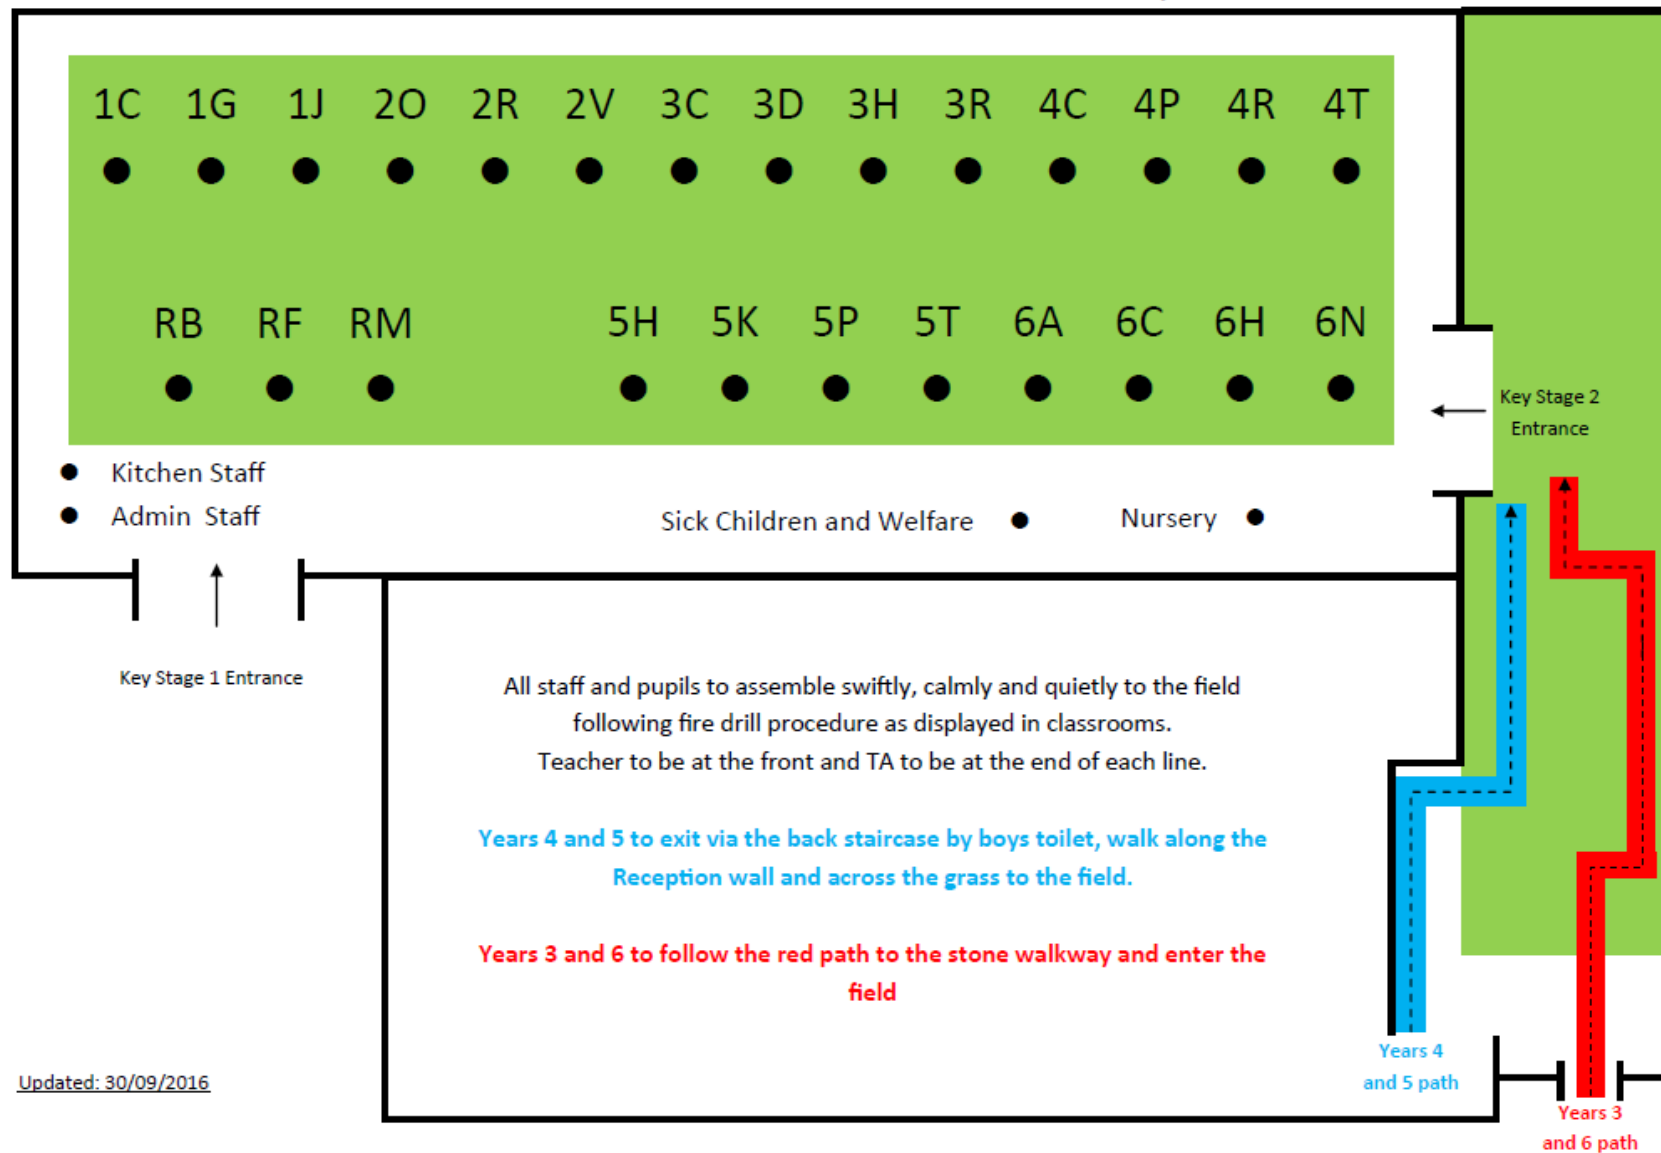 1C 1G 1J 2O 2R 2V 3C 3D 3H 3R 4C 4P 4R 4T
RB RF RM 5H 5K 5P 5T 6A 6C 6H 6N
Key Stage 2
Entrance
Kitchen Staff
Admin Staff
Sick Children and Welfare
Nursery
Key Stage 1 Entrance
All staff and pupils to assemble swiftly, calmly and quietly to the field
following fire drill procedure as displayed in classrooms.
Teacher to be at the front and TA to be at the end of each line.
Years 4 and 5 to exit via the back staircase by boys toilet, walk along the
Reception wall and across the grass to the field.
Years 3 and 6 to follow the red path to the stone walkway and enter the
field
Years 4
and 5 path
Updated: 30/09/2016
Years 3
and 6 path